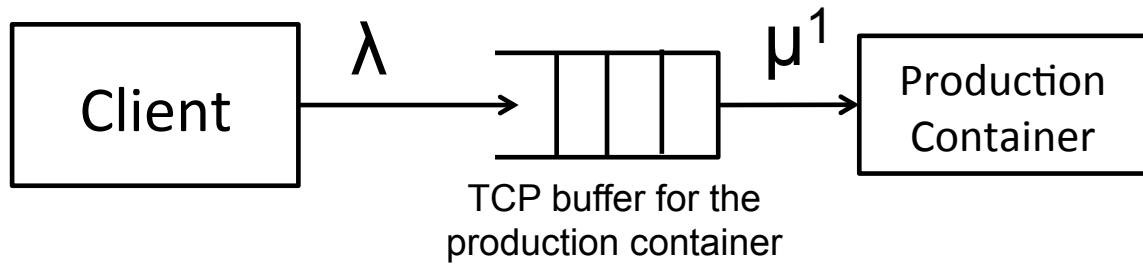 Client
λ
μ¹
Production
Container
TCP buffer for the
production container